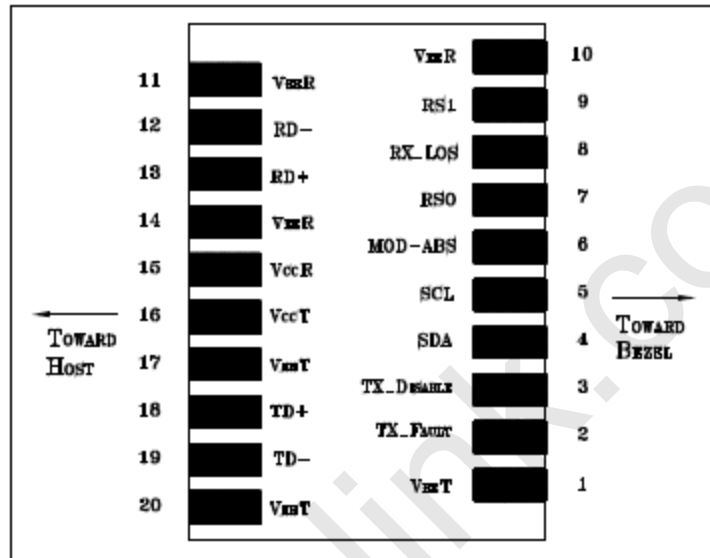 11 VEER
12 RD-
13 RD+
14 VEER
15 VCCR
16 VCCT
17 VEET
18 TD+
19 TD-
20 VEET
TOWARD
HOST
VEER 10
RS1 9
RX_LOS 8
RS0 7
MOD-ABS 6
SCL 5
SDA 4
TX_DISABLE 3
TX_FAULT 2
VEET 1
TOWARD
BEZEL
link.co